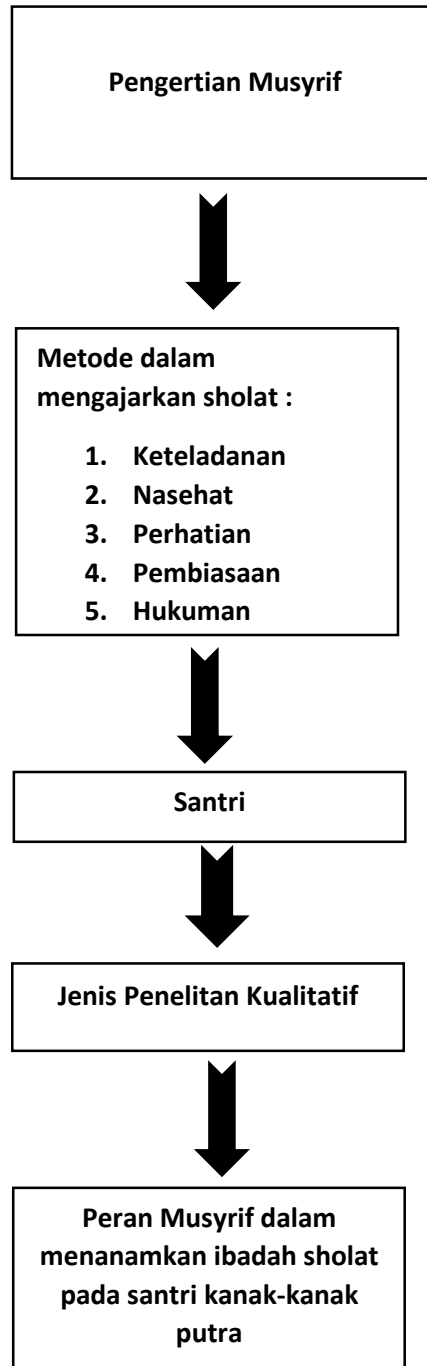 Pengertian Musyrif
Metode dalam
mengajarkan sholat :
1. Keteladanan
2. Nasehat
3. Perhatian
4. Pembiasaan
5. Hukuman
Santri
Jenis Penelitan Kualitatif
Peran Musyrif dalam
menanamkan ibadah sholat
pada santri kanak-kanak
putra